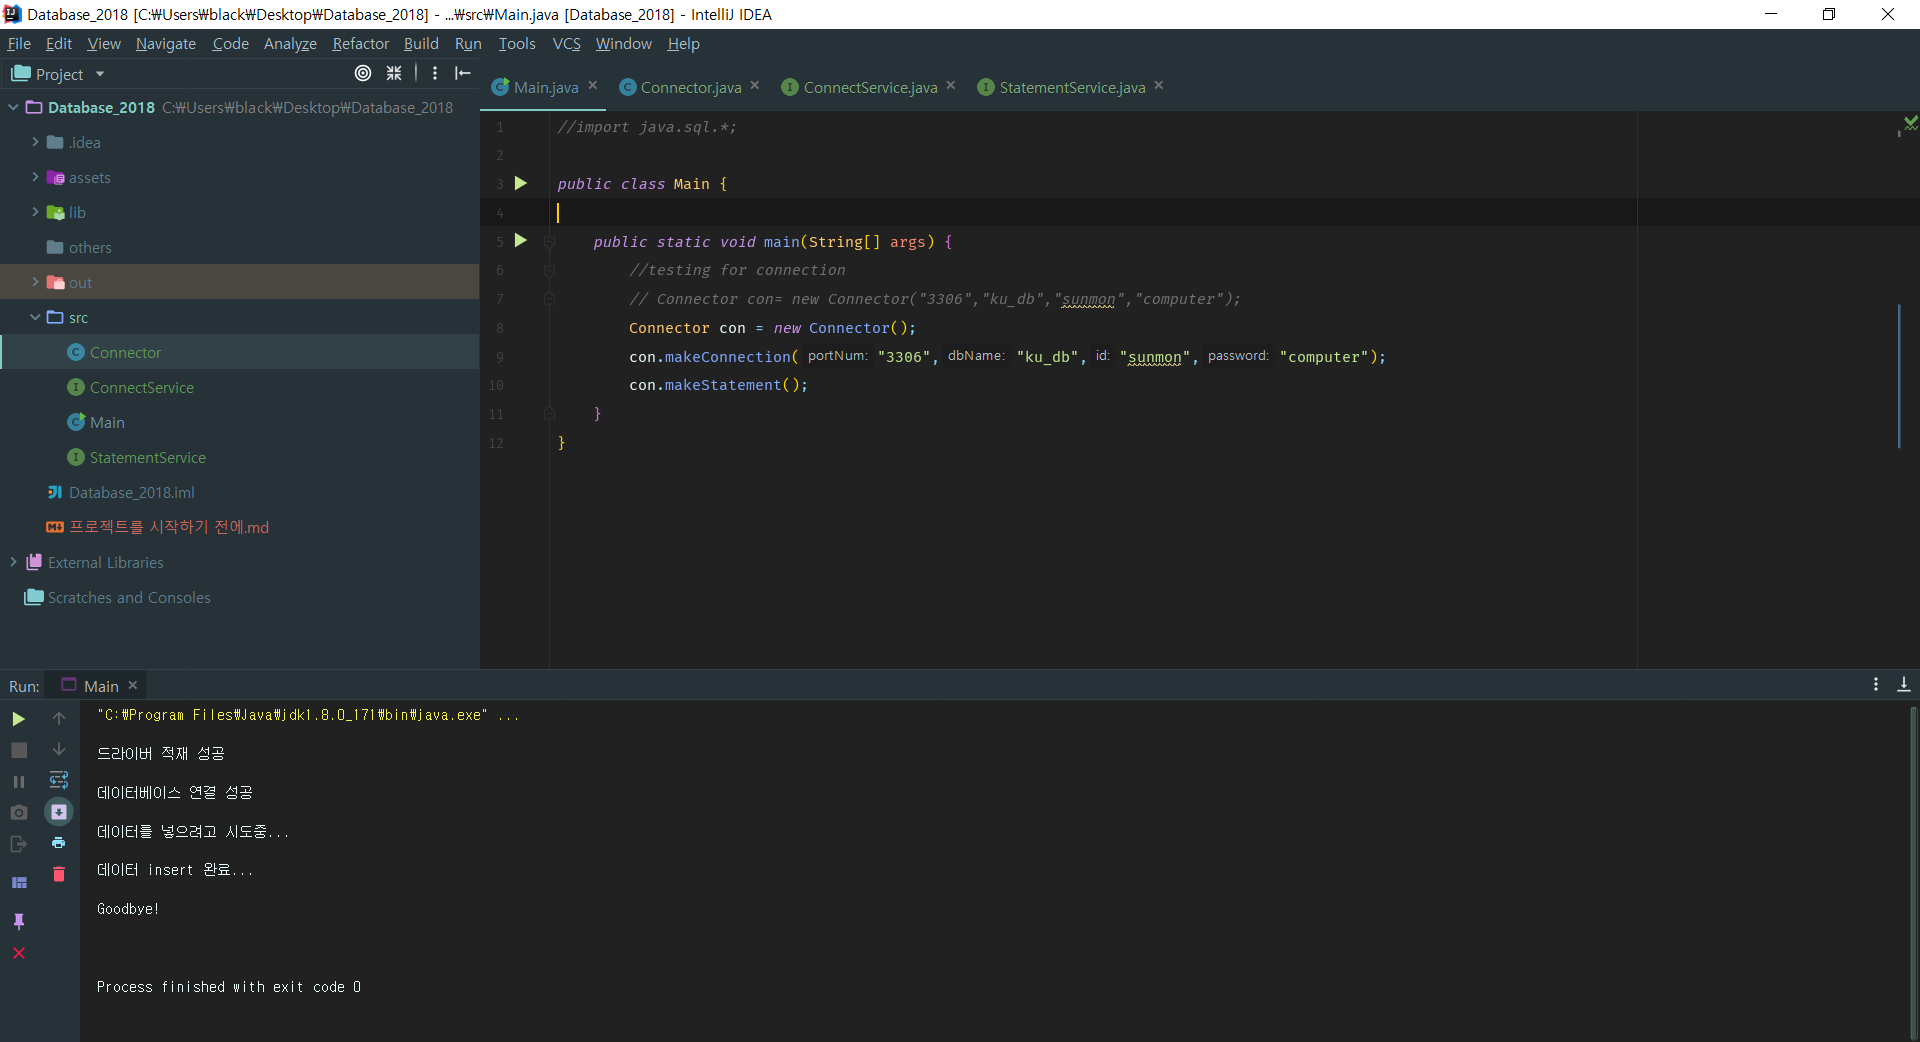 Database_2018 [C:₩Users₩black₩Desktop₩Database_2018] - ...₩src₩Main.java [Database_2018] - IntelliJ IDEA
File Edit View Navigate Code Analyze Refactor Build Run Tools VCS Window Help
Project
Main.java Connector.java ConnectService.java StatementService.java
Database_2018 C:₩Users₩black₩Desktop₩Database_2018
.idea
assets
lib
others
out
src
Connector
ConnectService
Main
StatementService
Database_2018.iml
프로젝트를 시작하기 전에.md
External Libraries
Scratches and Consoles
1 //import java.sql.*;
2
3 public class Main {
4
5 public static void main(String[] args) {
6 //testing for connection
7 // Connector con= new Connector("3306","ku_db","sunmon","computer");
8 Connector con = new Connector();
9 con.makeConnection( portNum: "3306", dbName: "ku_db", id: "sunmon", password: "computer");
10 con.makeStatement();
11 }
12 }
Run: Main
"C:₩Program Files₩Java₩jdk1.8.0_171₩bin₩java.exe" ...
드라이버 적재 성공
데이터베이스 연결 성공
데이터를 넣으려고 시도중...
데이터 insert 완료...
Goodbye!
Process finished with exit code 0